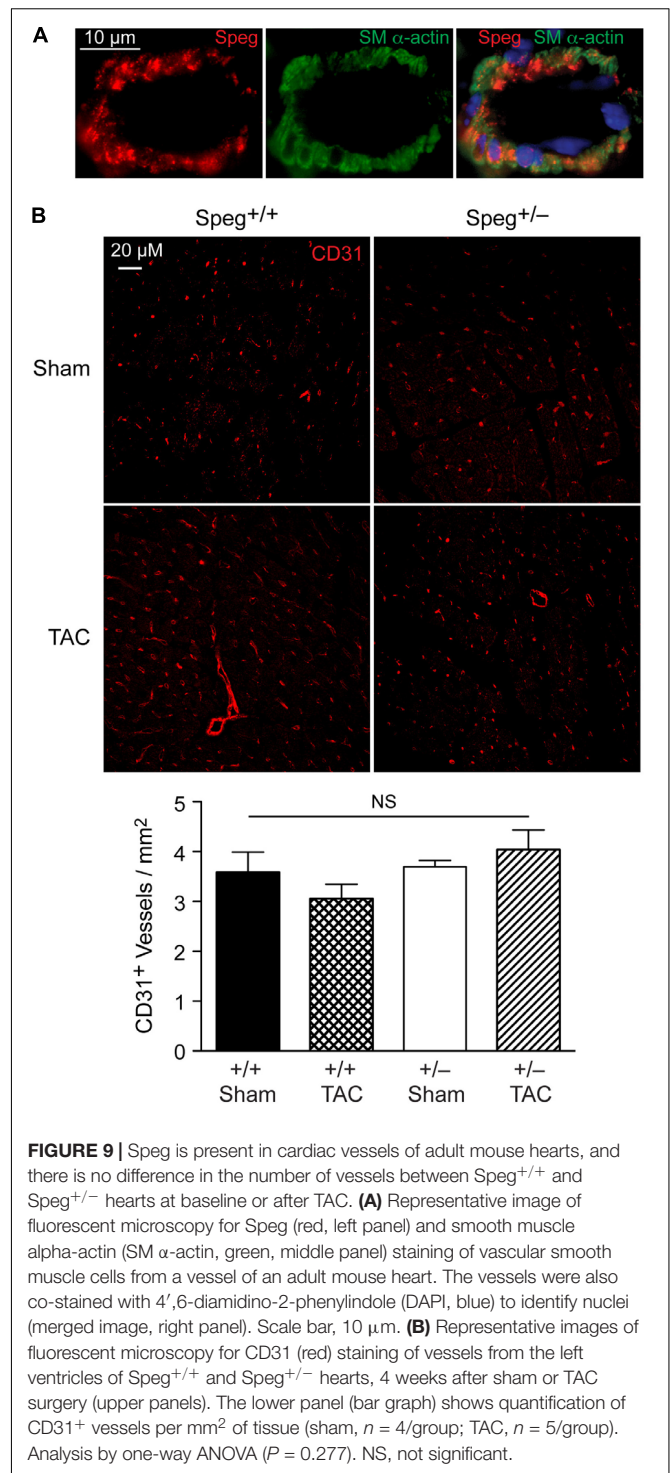 A
10 μm
Speg
SM α-actin
Speg SM α-actin
B
Speg+/+
Speg+/–
20 μM
CD31
Sham
TAC
NS
5
4
3
2
1
0
CD31+ Vessels / mm2
+/+ +/+ +/– +/–
Sham TAC Sham TAC
FIGURE 9 | Speg is present in cardiac vessels of adult mouse hearts, and
there is no difference in the number of vessels between Speg+/+ and
Speg+/− hearts at baseline or after TAC. (A) Representative image of
fluorescent microscopy for Speg (red, left panel) and smooth muscle
alpha-actin (SM α-actin, green, middle panel) staining of vascular smooth
muscle cells from a vessel of an adult mouse heart. The vessels were also
co-stained with 4′,6-diamidino-2-phenylindole (DAPI, blue) to identify nuclei
(merged image, right panel). Scale bar, 10 μm. (B) Representative images of
fluorescent microscopy for CD31 (red) staining of vessels from the left
ventricles of Speg+/+ and Speg+/− hearts, 4 weeks after sham or TAC
surgery (upper panels). The lower panel (bar graph) shows quantification of
CD31+ vessels per mm2 of tissue (sham, n = 4/group; TAC, n = 5/group).
Analysis by one-way ANOVA (P = 0.277). NS, not significant.